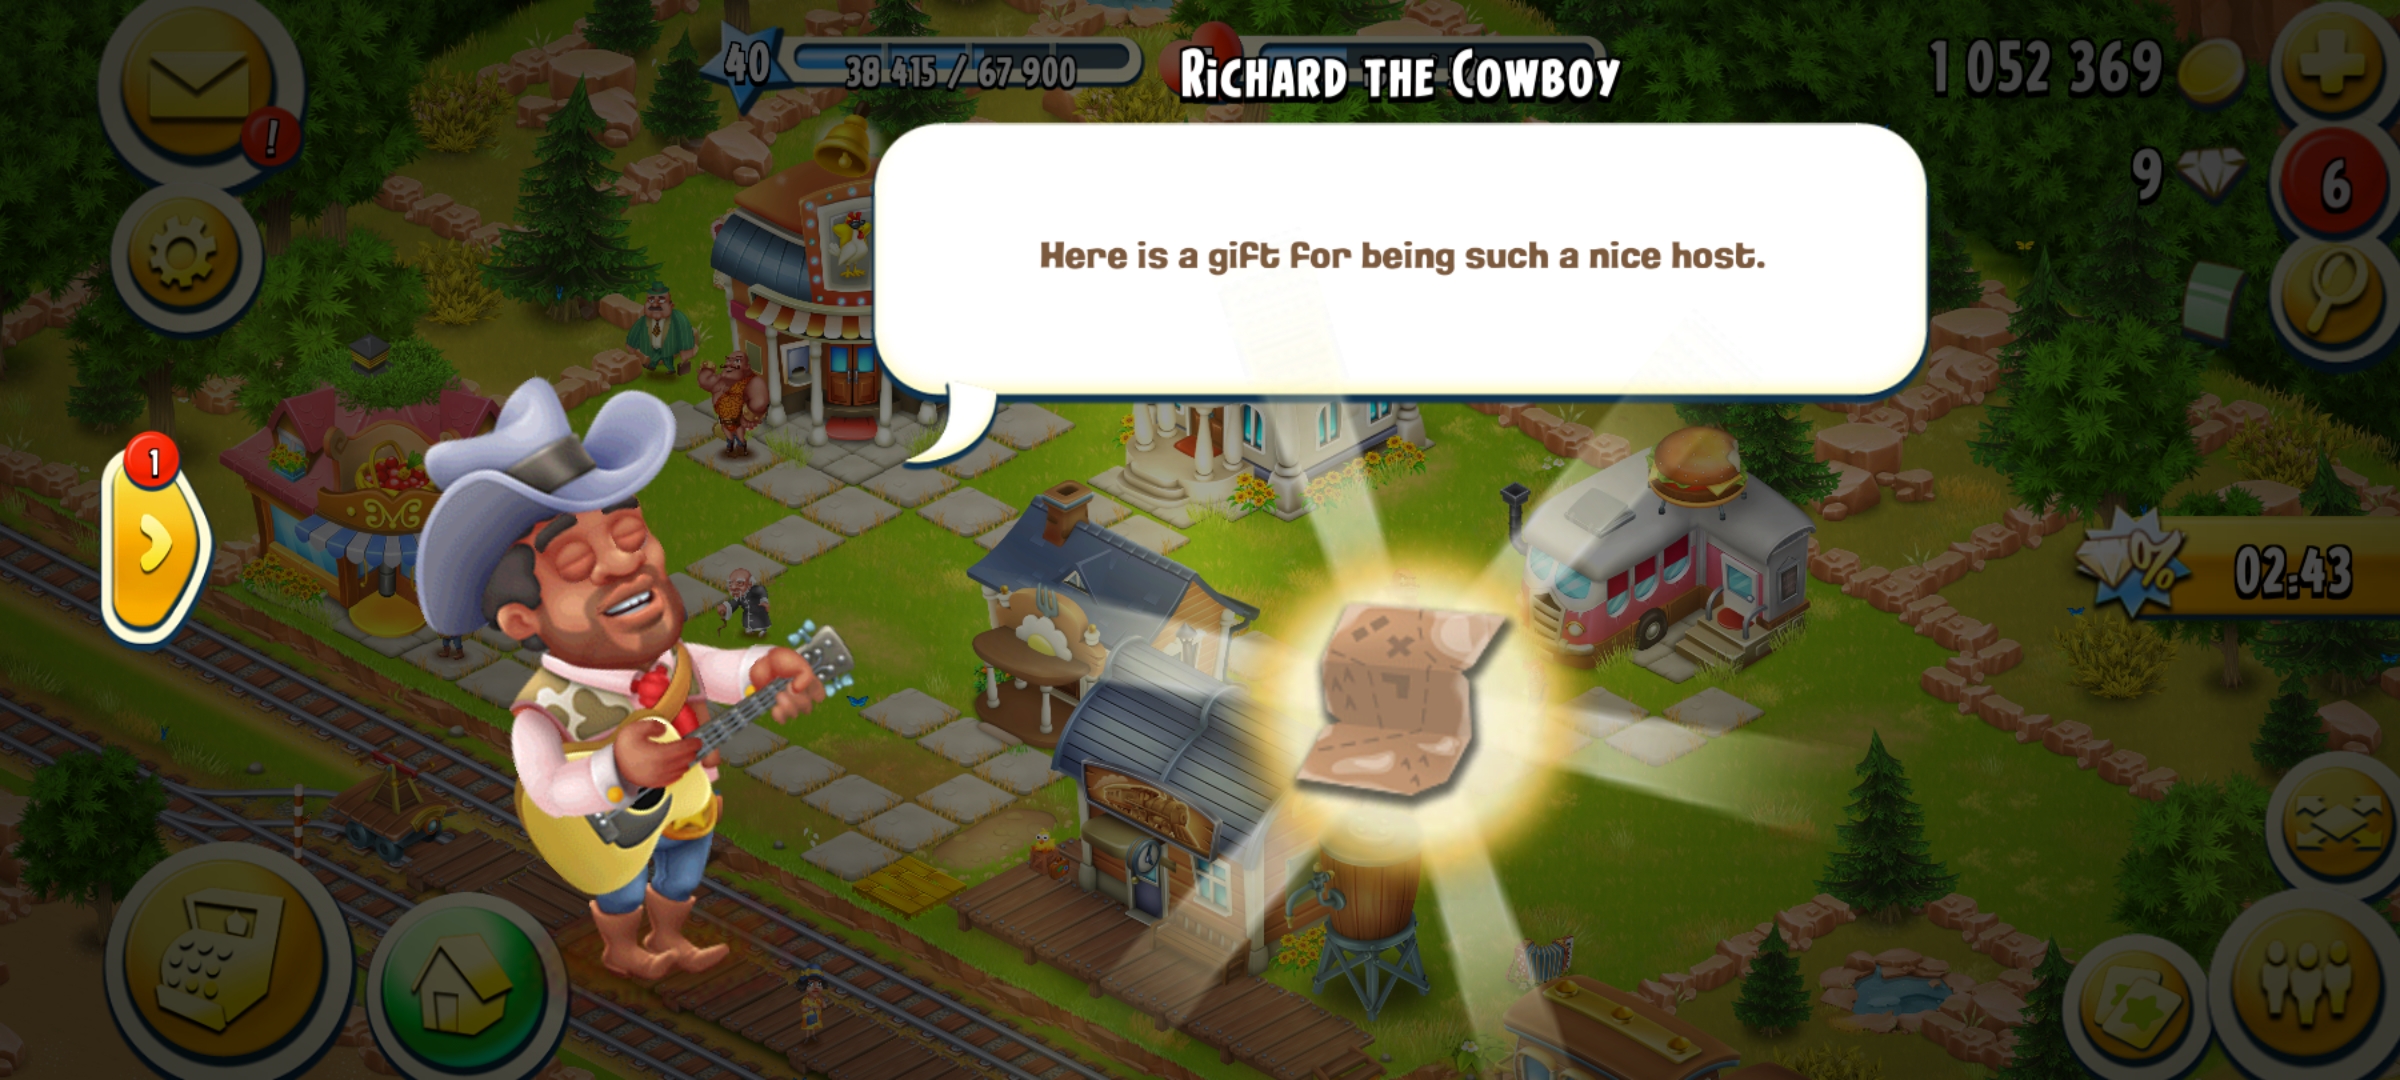 40
38 415 / 67 900
RICHARD THE COWBOY
1 052 369
!
9
6
Here is a gift for being such a nice host.
1
%
02:43